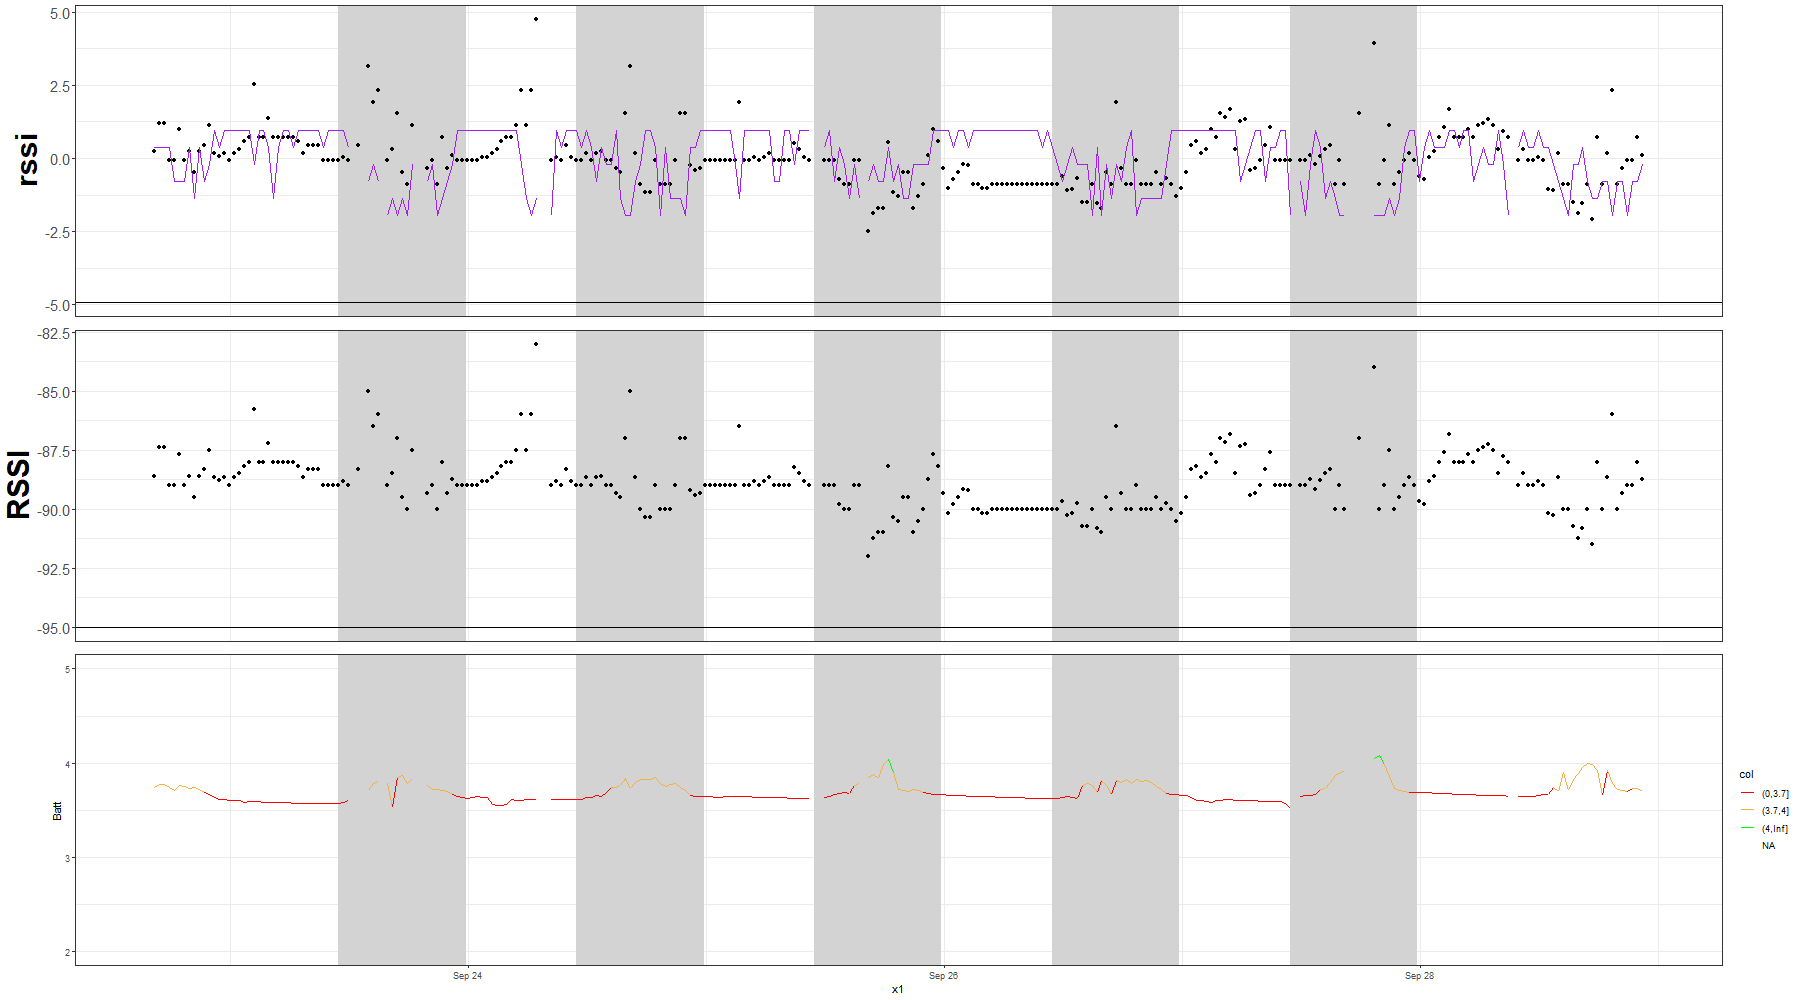 5.0
2.5
0.0
-2.5
-5.0
rssi
-82.5
-85.0
-87.5
-90.0
-92.5
-95.0
RSSI
5
4
3
2
Batt
Sep 24
Sep 26
Sep 28
x1
col
(0,3.7]
(3.7,4]
(4,Inf]
NA